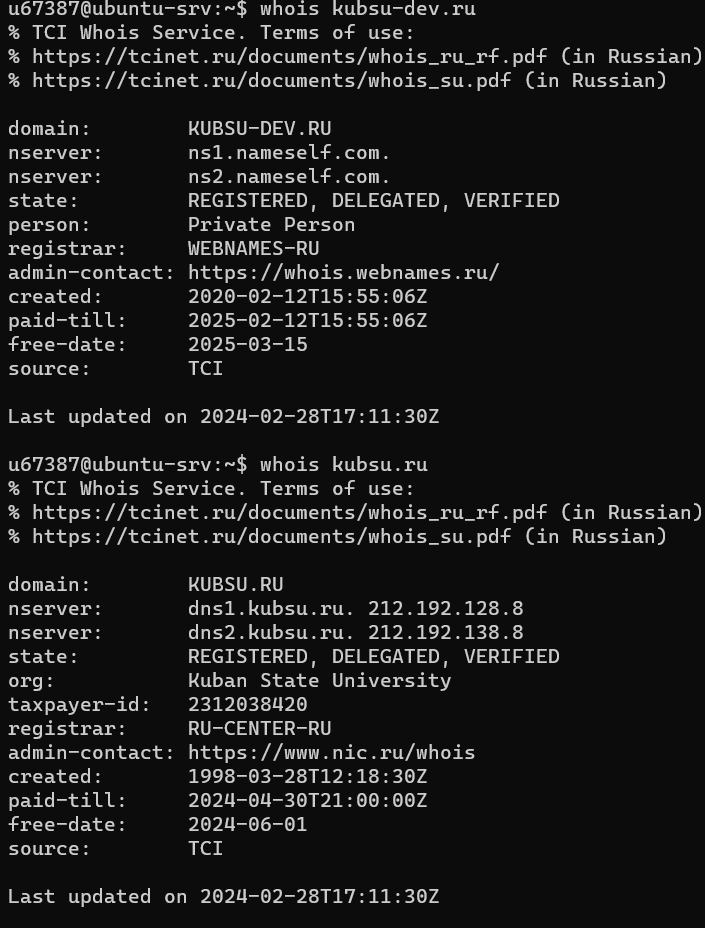 u67387@ubuntu-srv:~$ whois kubsu-dev.ru
% TCI Whois Service. Terms of use:
% https://tcinet.ru/documents/whois_ru_rf.pdf (in Russian)
% https://tcinet.ru/documents/whois_su.pdf (in Russian)

domain:        KUBSU-DEV.RU
nserver:       ns1.nameself.com.
nserver:       ns2.nameself.com.
state:         REGISTERED, DELEGATED, VERIFIED
person:        Private Person
registrar:     WEBNAMES-RU
admin-contact: https://whois.webnames.ru/
created:       2020-02-12T15:55:06Z
paid-till:     2025-02-12T15:55:06Z
free-date:     2025-03-15
source:        TCI

Last updated on 2024-02-28T17:11:30Z

u67387@ubuntu-srv:~$ whois kubsu.ru
% TCI Whois Service. Terms of use:
% https://tcinet.ru/documents/whois_ru_rf.pdf (in Russian)
% https://tcinet.ru/documents/whois_su.pdf (in Russian)

domain:        KUBSU.RU
nserver:       dns1.kubsu.ru. 212.192.128.8
nserver:       dns2.kubsu.ru. 212.192.138.8
state:         REGISTERED, DELEGATED, VERIFIED
org:           Kuban State University
taxpayer-id:   2312038420
registrar:     RU-CENTER-RU
admin-contact: https://www.nic.ru/whois
created:       1998-03-28T12:18:30Z
paid-till:     2024-04-30T21:00:00Z
free-date:     2024-06-01
source:        TCI

Last updated on 2024-02-28T17:11:30Z